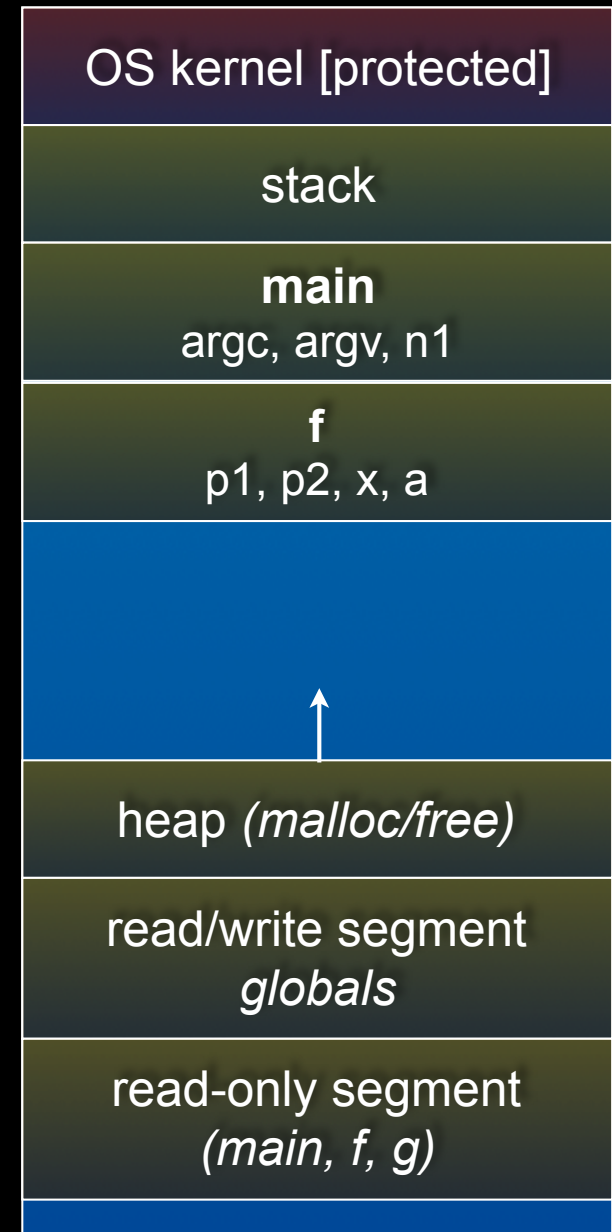 OS kernel [protected]
stack
main
argc, argv, n1
f
p1, p2, x, a
heap (malloc/free)
read/write segment
globals
read-only segment
(main, f, g)